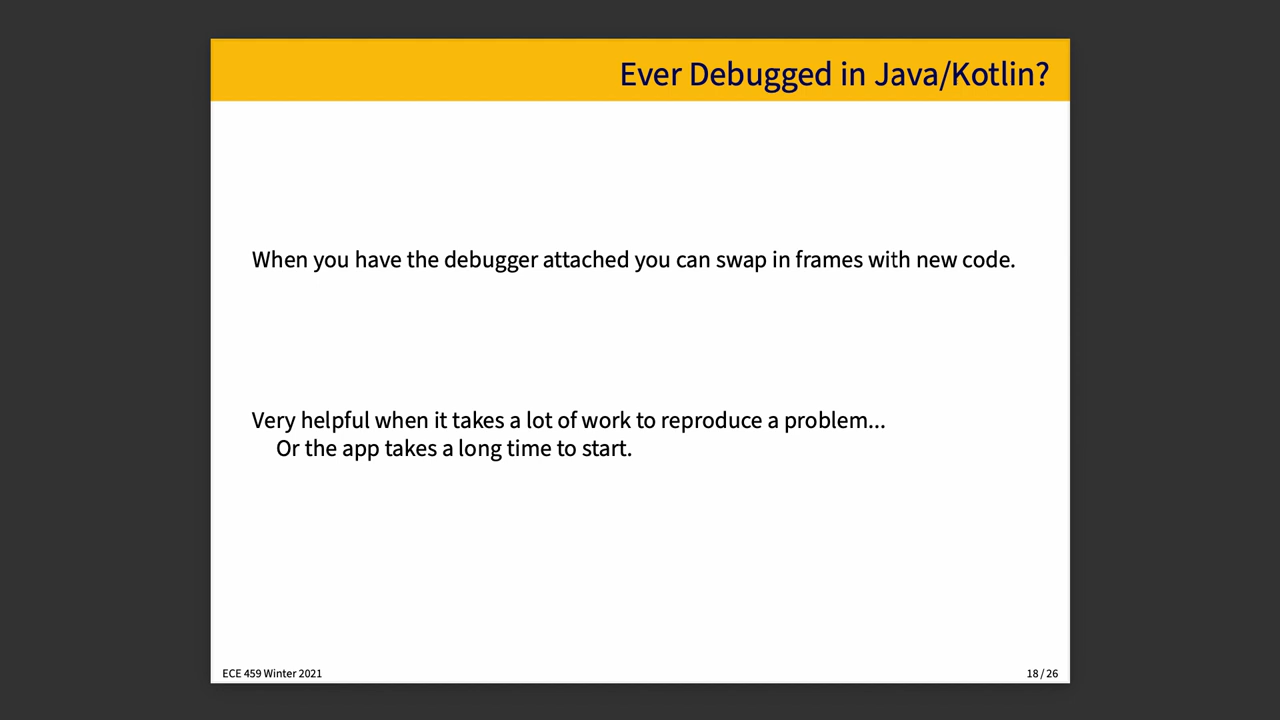 Ever Debugged in Java/Kotlin?
When you have the debugger attached you can swap in frames with new code.
Very helpful when it takes a lot of work to reproduce a problem...
Or the app takes a long time to start.
ECE 459 Winter 2021
18 / 26